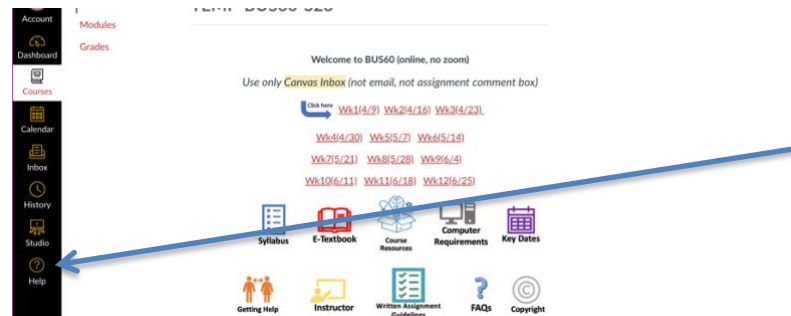 Account
Dashboard
Courses
Calendar
Inbox
History
Studio
Help
Modules
Grades
Welcome to BUS60 (online, no zoom)
Use only Canvas Inbox (not email, not assignment comment box)
Click here Wk1(4/9) Wk2(4/16) Wk3(4/23)
Wk4(4/30) Wk5(5/7) Wk6(5/14)
Wk7(5/21) Wk8(5/28) Wk9(6/4)
Wk10(6/11) Wk11(6/18) Wk12(6/25)
Syllabus
E-Textbook
Course
Resources
Computer
Requirements
Key Dates
Getting Help
Instructor
Written Assignment
Guidelines
FAQs
Copyright